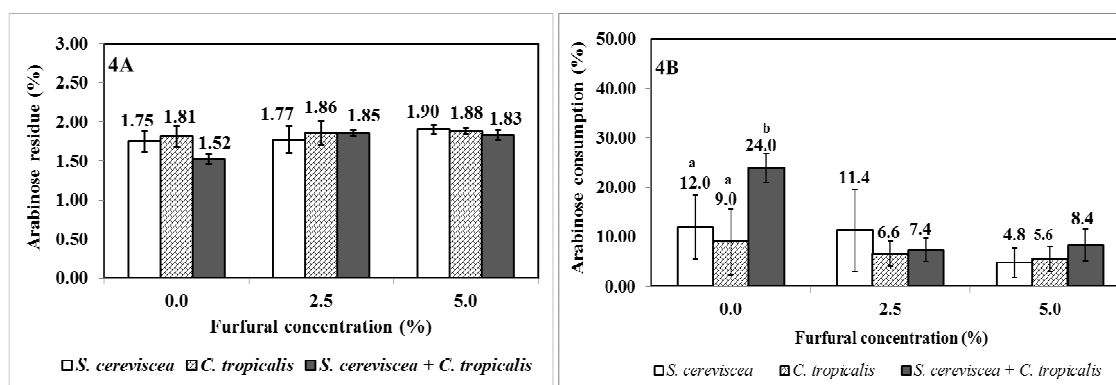 4A
3.00
2.50
2.00
1.50
1.00
0.50
0.00
Arabinose residue (%)
1.75 1.81 1.52
1.77 1.86 1.85
1.90 1.88 1.83
0.0 2.5 5.0
Furfural concentration (%)
S. cereviscea C. tropicalis S. cereviscea + C. tropicalis
4B
50.00
40.00
30.00
20.00
10.00
0.00
Arabinose consumption (%)
a a b
12.0 9.0 24.0
11.4 6.6 7.4
4.8 5.6 8.4
0.0 2.5 5.0
Furfural concentration (%)
S. cereviscea C. tropicalis S. cereviscea + C. tropicalis